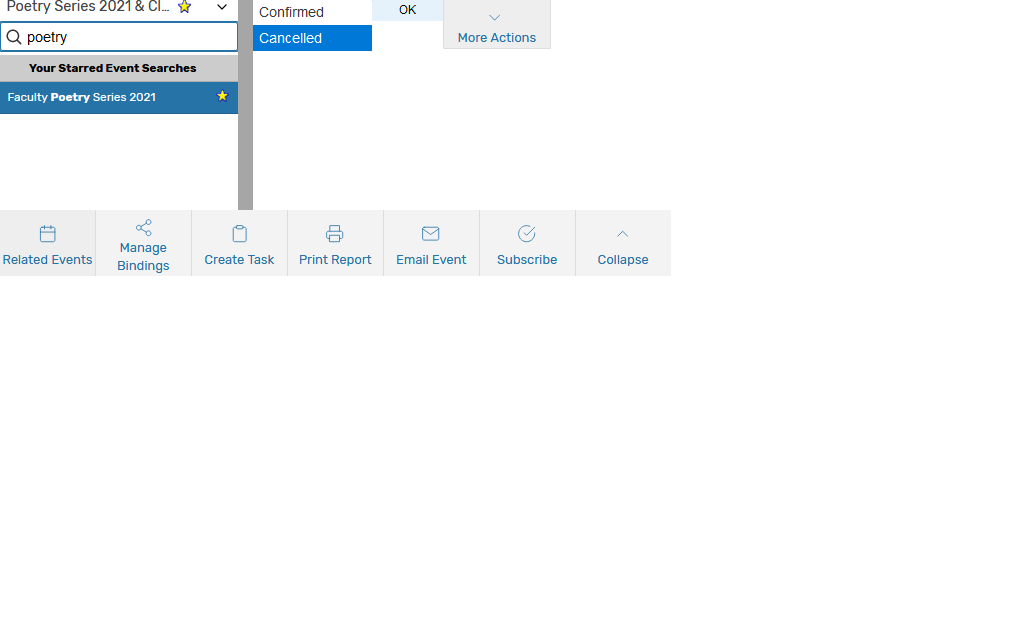 Poetry Series 2021 & Cl...
poetry
Your Starred Event Searches
Faculty Poetry Series 2021
Confirmed
Cancelled
OK
More Actions
Related Events
Manage
Bindings
Create Task
Print Report
Email Event
Subscribe
Collapse